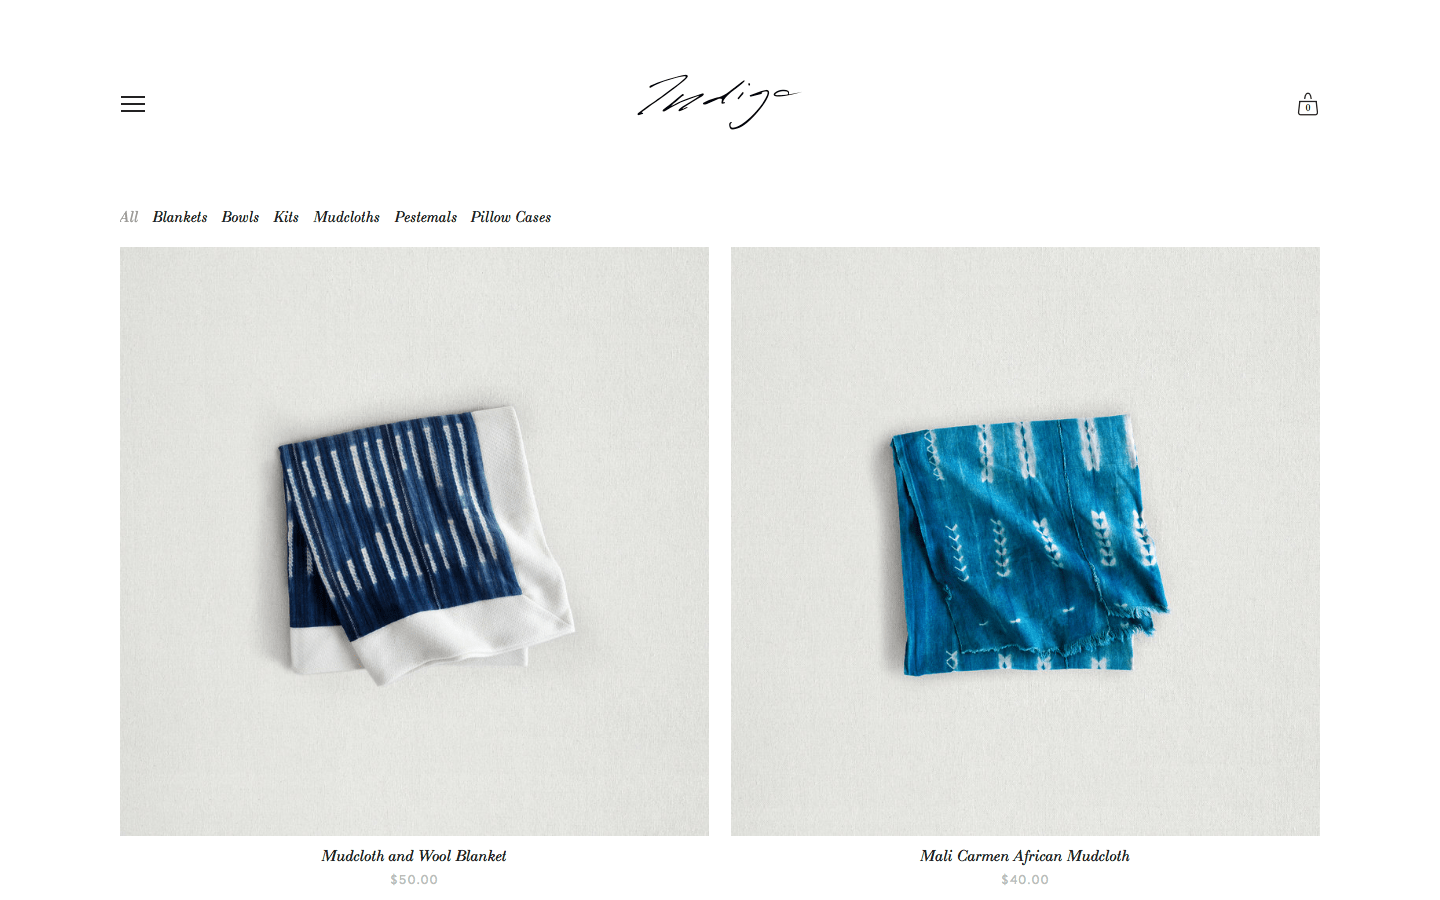 Indigo
0
All Blankets Bowls Kits Mudcloths Pestemals Pillow Cases
Mudcloth and Wool Blanket
$50.00
Mali Carmen African Mudcloth
$40.00